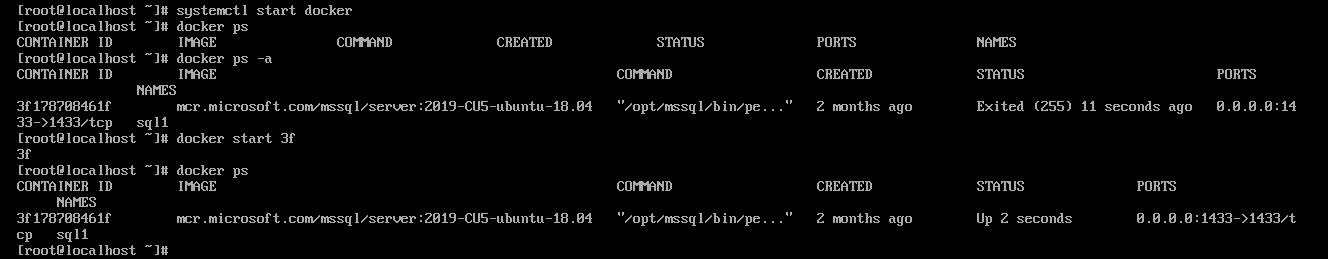 [root@localhost ~]# systemctl start docker
[root@localhost ~]# docker ps
CONTAINER ID        IMAGE               COMMAND             CREATED             STATUS              PORTS               NAMES
[root@localhost ~]# docker ps -a
CONTAINER ID        IMAGE                                                  COMMAND                  CREATED             STATUS                        PORTS
               NAMES
3f178708461f        mcr.microsoft.com/mssql/server:2019-CU5-ubuntu-18.04   "/opt/mssql/bin/pe..."   2 months ago        Exited (255) 11 seconds ago   0.0.0.0:14
33->1433/tcp   sql1
[root@localhost ~]# docker start 3f
3f
[root@localhost ~]# docker ps
CONTAINER ID        IMAGE                                                  COMMAND                  CREATED             STATUS              PORTS
     NAMES
3f178708461f        mcr.microsoft.com/mssql/server:2019-CU5-ubuntu-18.04   "/opt/mssql/bin/pe..."   2 months ago        Up 2 seconds        0.0.0.0:1433->1433/t
cp   sql1
[root@localhost ~]#